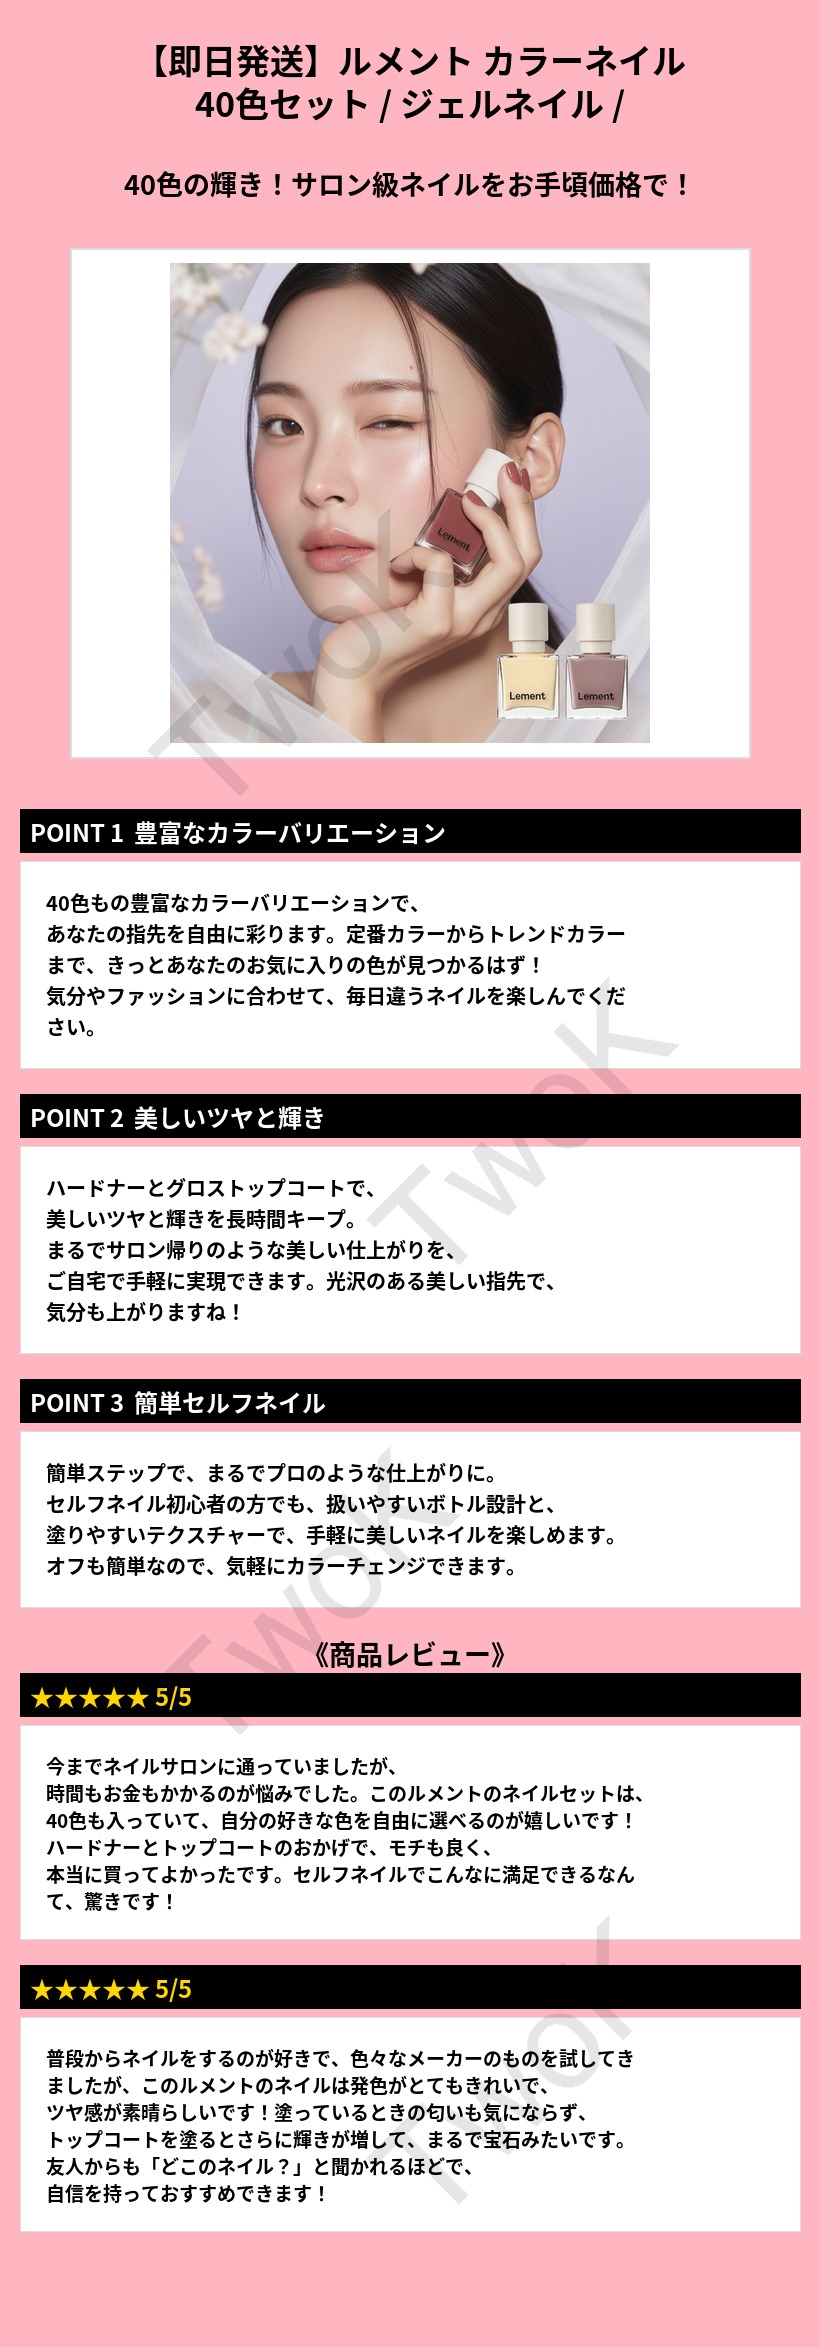 【即日発送】ルメント カラーネイル
40色セット / ジェルネイル /
40色の輝き！サロン級ネイルをお手頃価格で！
Lement
Lement
Lement
TwoK
POINT 1 豊富なカラーバリエーション
40色もの豊富なカラーバリエーションで、
あなたの指先を自由に彩ります。定番カラーからトレンドカラー
まで、きっとあなたのお気に入りの色が見つかるはず！
気分やファッションに合わせて、毎日違うネイルを楽しんでくだ
さい。
TwoK
POINT 2 美しいツヤと輝き
ハードナーとグロストップコートで、
美しいツヤと輝きを長時間キープ。
まるでサロン帰りのような美しい仕上がりを、
ご自宅で手軽に実現できます。光沢のある美しい指先で、
気分も上がりますね！
POINT 3 簡単セルフネイル
簡単ステップで、まるでプロのような仕上がりに。
セルフネイル初心者の方でも、扱いやすいボトル設計と、
塗りやすいテクスチャーで、手軽に美しいネイルを楽しめます。
オフも簡単なので、気軽にカラーチェンジできます。
TwoK
《商品レビュー》
★★★★★ 5/5
今までネイルサロンに通っていましたが、
時間もお金もかかるのが悩みでした。このルメントのネイルセットは、
40色も入っていて、自分の好きな色を自由に選べるのが嬉しいです！
ハードナーとトップコートのおかげで、モチも良く、
本当に買ってよかったです。セルフネイルでこんなに満足できるなん
て、驚きです！
★★★★★ 5/5
普段からネイルをするのが好きで、色々なメーカーのものを試してき
ましたが、このルメントのネイルは発色がとてもきれいで、
ツヤ感が素晴らしいです！塗っているときの匂いも気にならず、
トップコートを塗るとさらに輝きが増して、まるで宝石みたいです。
友人からも「どこのネイル？」と聞かれるほどで、
自信を持っておすすめできます！
TwoK